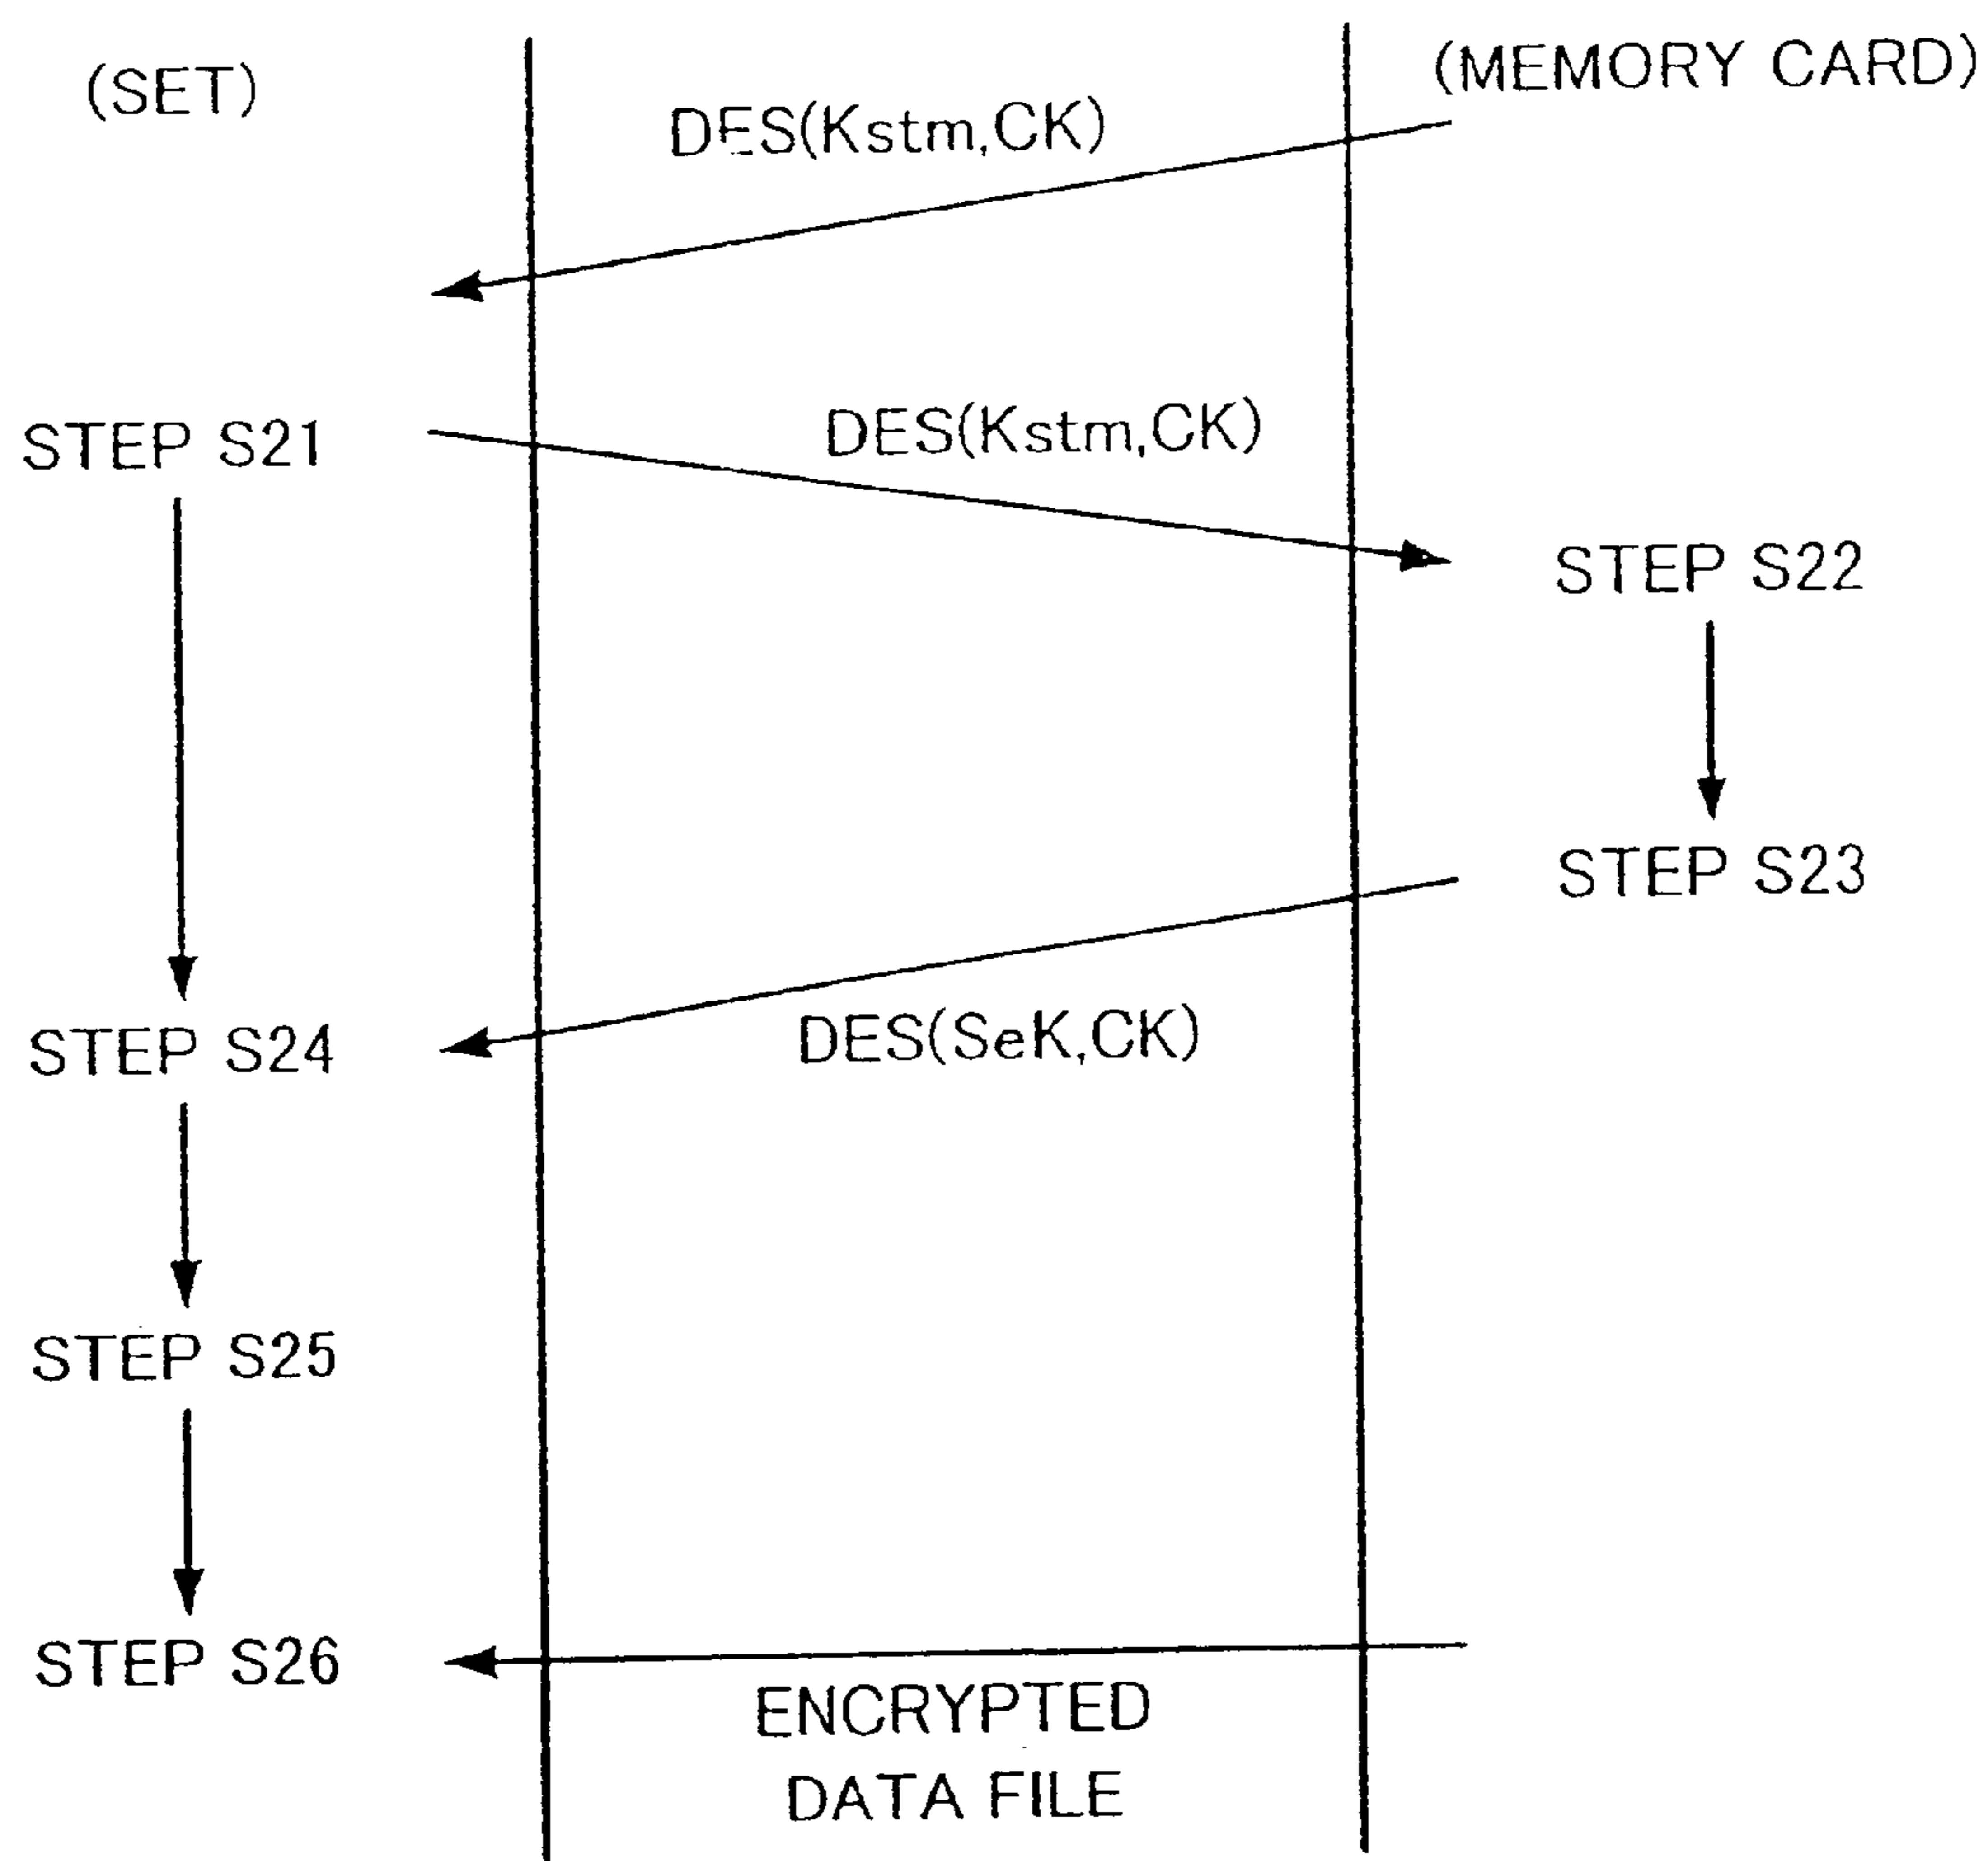 (SET)
(MEMORY CARD)
DES(Kstm,CK)
STEP S21
DES(Kstm,CK)
STEP S22
STEP S23
STEP S24
DES(SeK,CK)
STEP S25
STEP S26
ENCRYPTED
DATA FILE